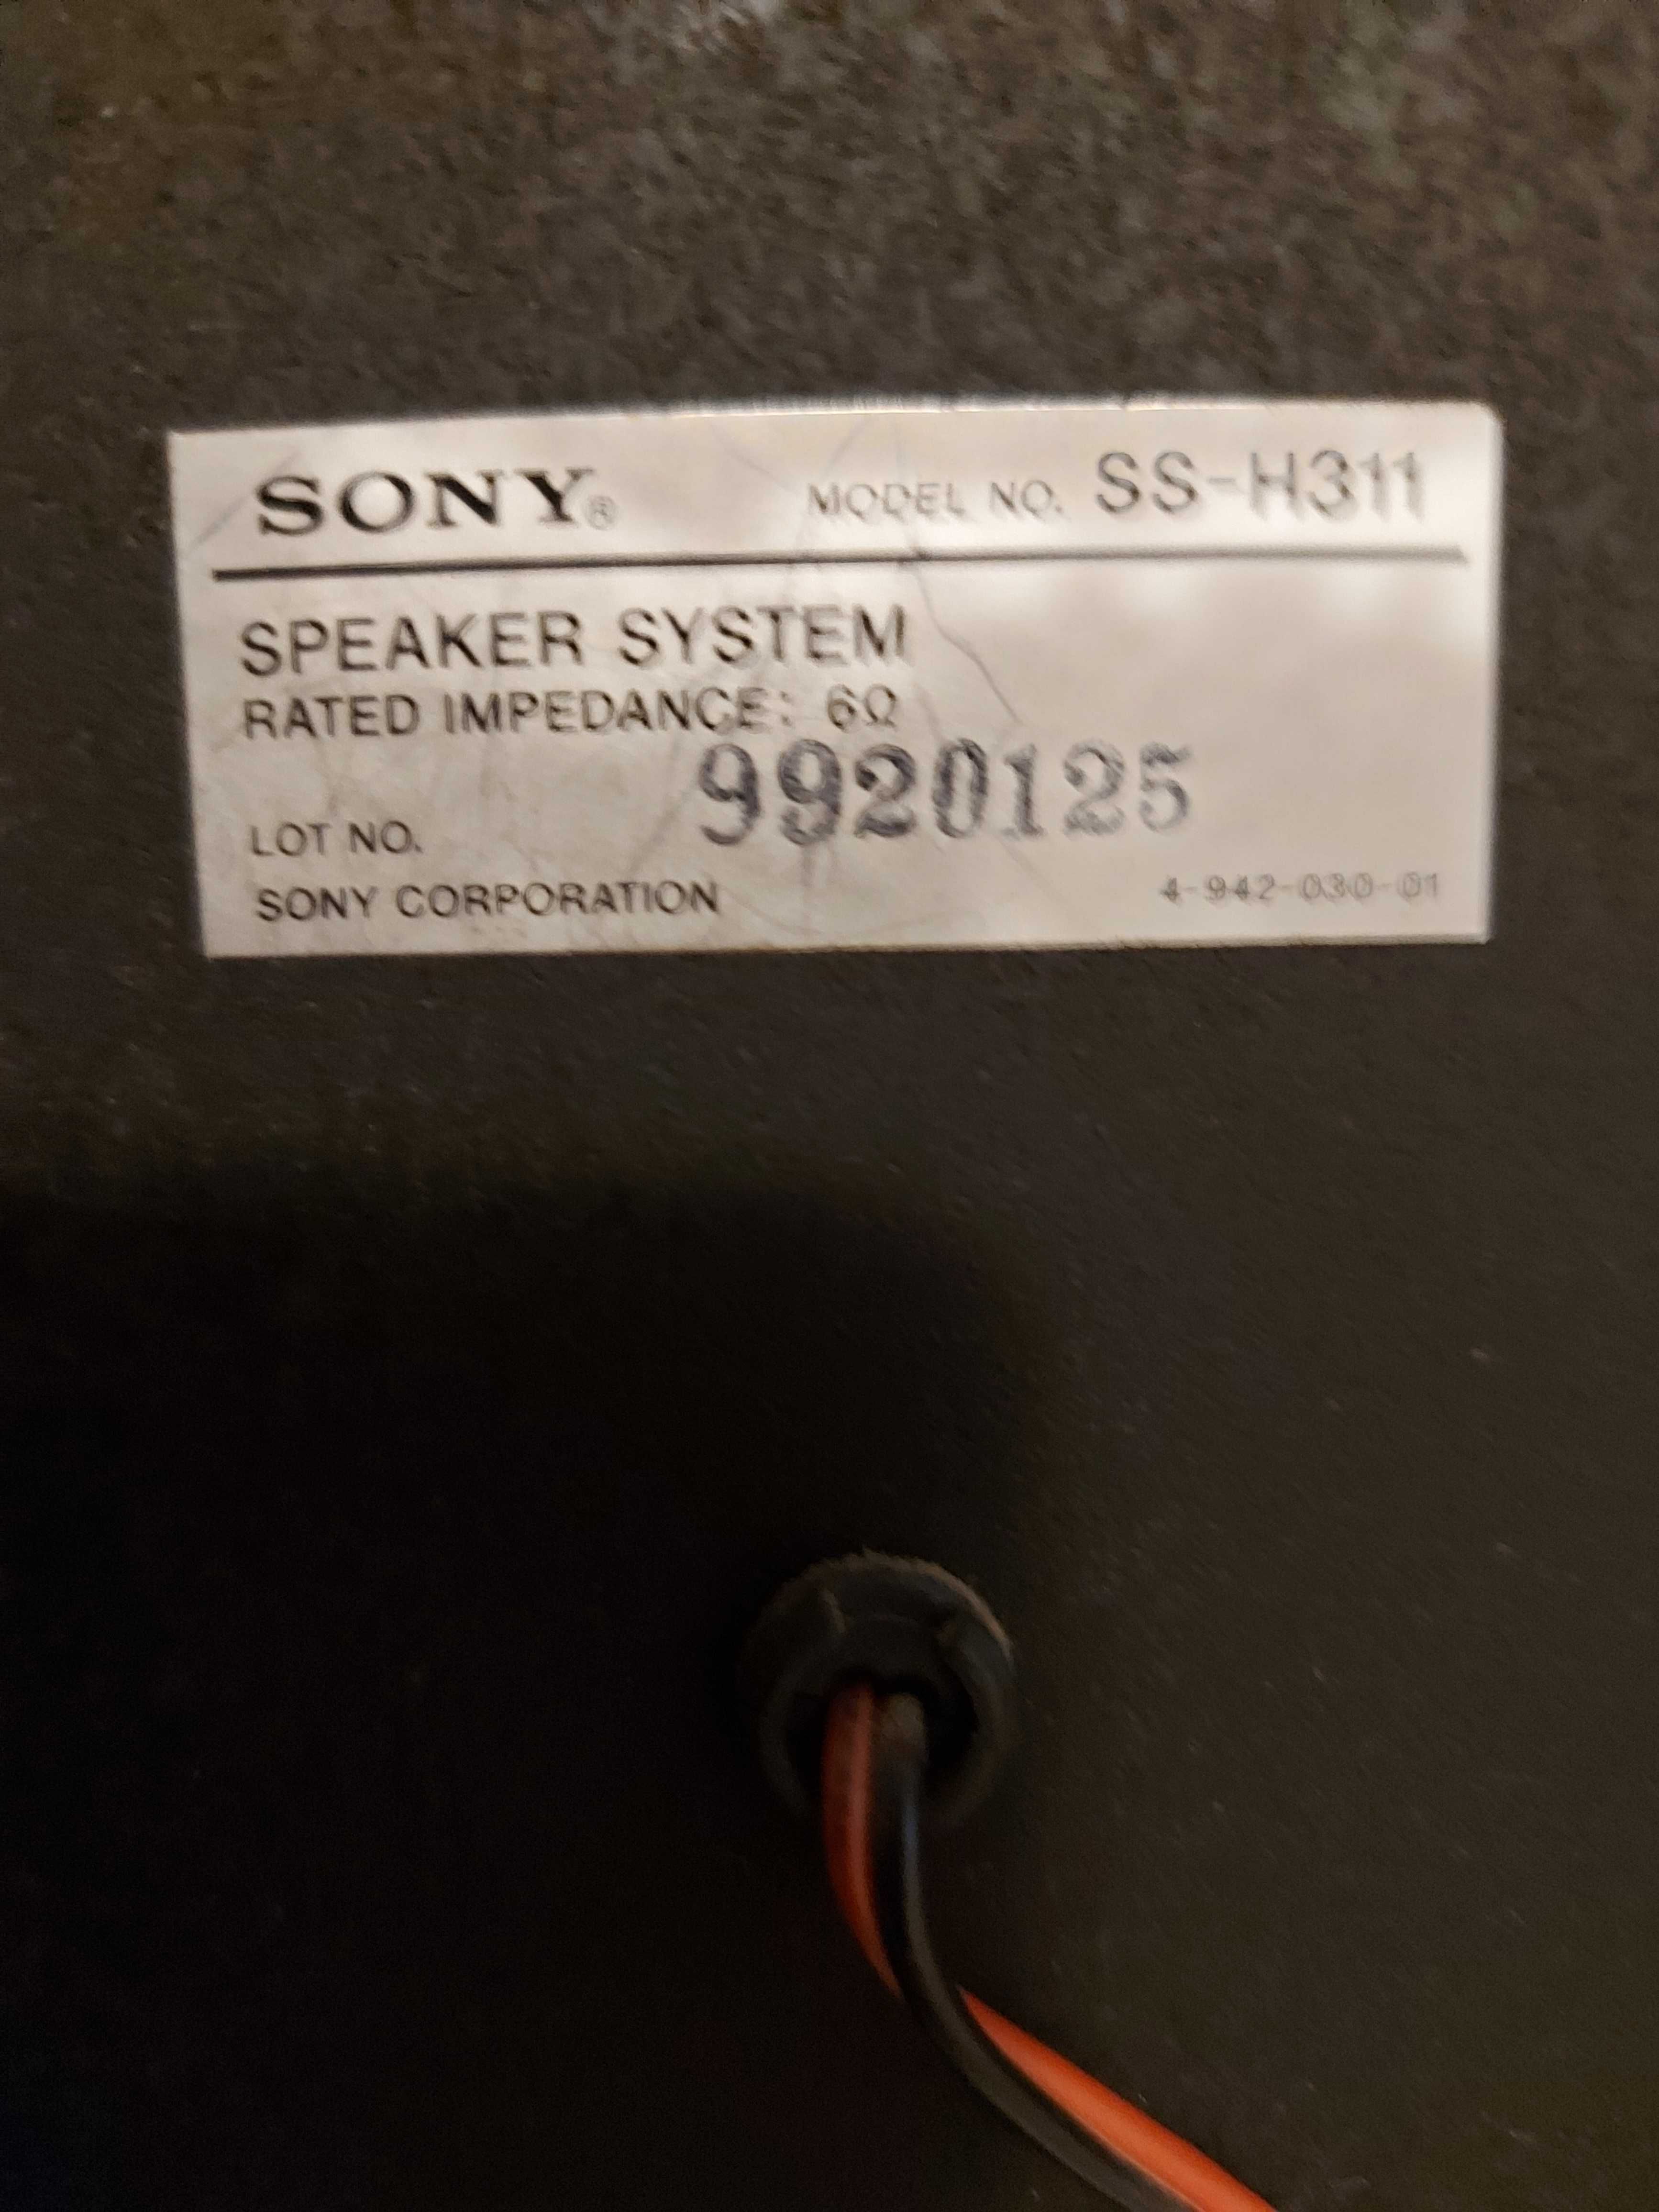 SONY® MODEL NO. SS-H311
SPEAKER SYSTEM
RATED IMPEDANCE: 6Ω
9920125
LOT NO.
SONY CORPORATION 4-942-030-01